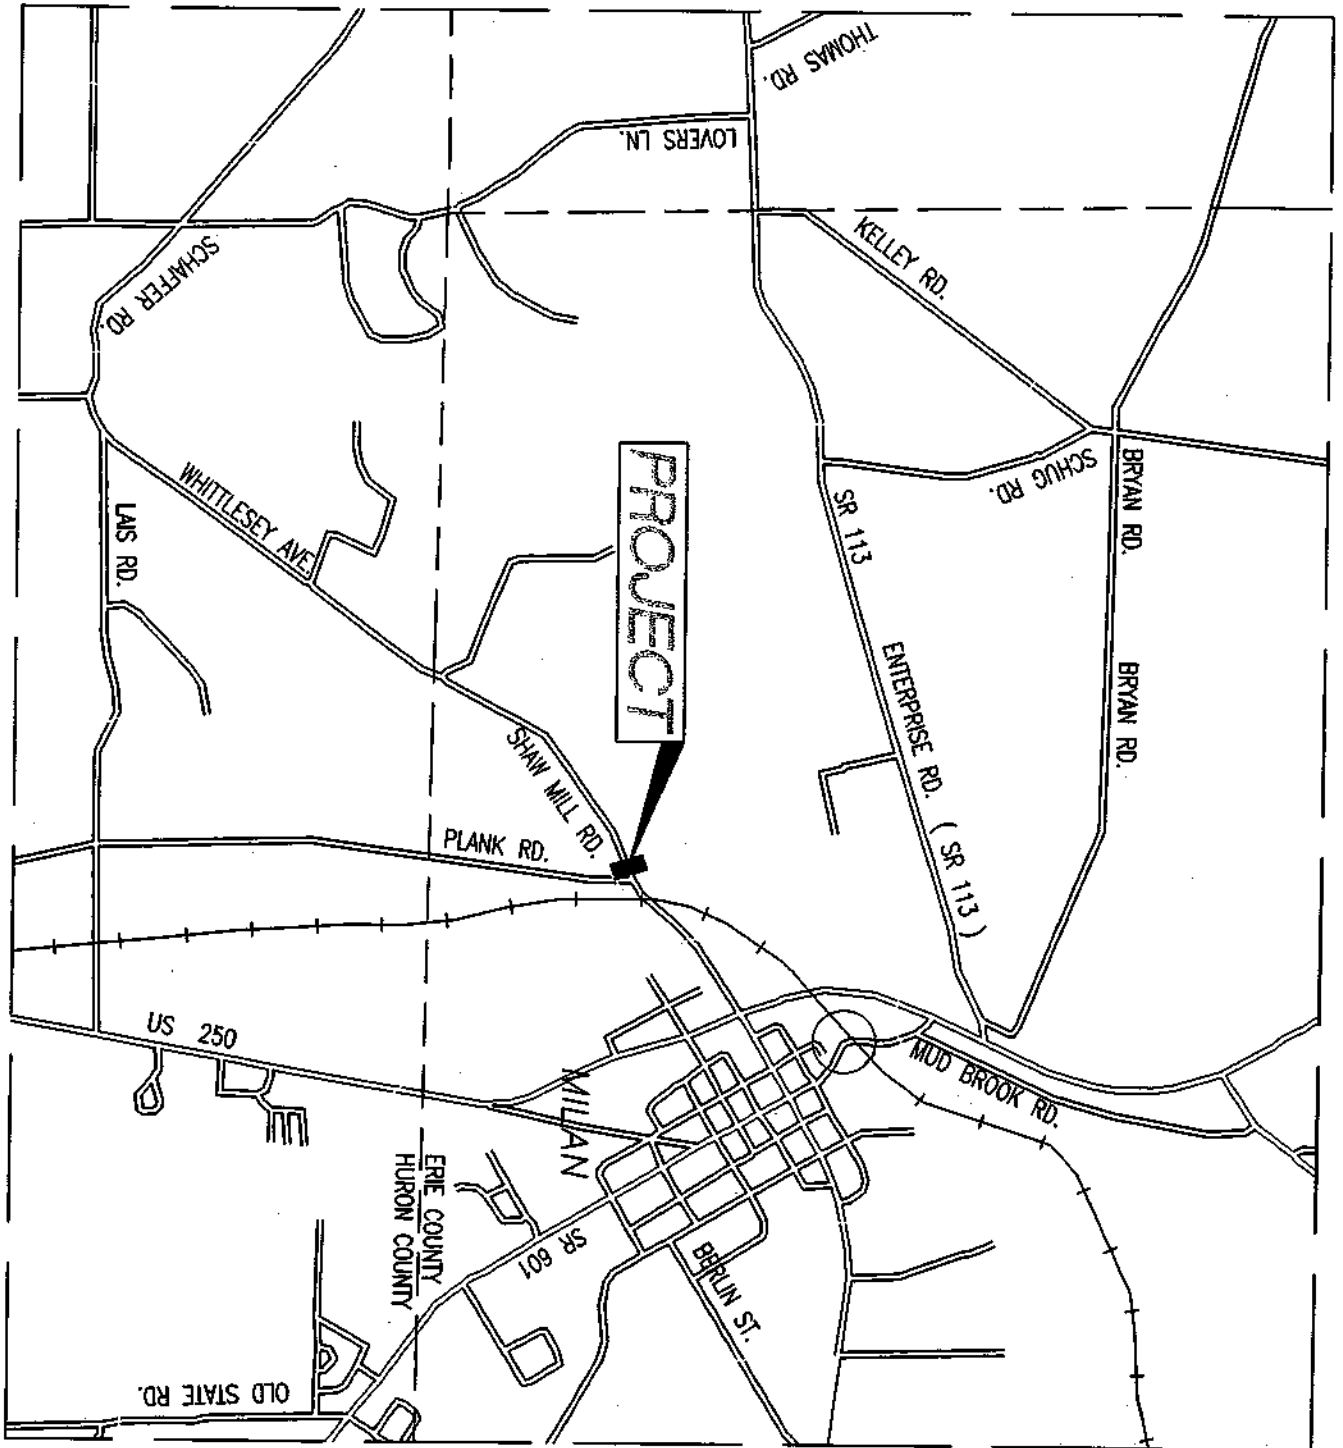 THOMAS RD.
LOVERS LN.
KELLEY RD.
SCHAFFER RD.
SCHUG RD.
BRYAN RD.
WHITTLESEY AVE.
LAIS RD.
PROJECT
SR 113
BRYAN RD.
ENTERPRISE RD. ( SR 113 )
SHAW MILL RD.
PLANK RD.
US 250
MUD BROOK RD.
MILAN
ERIE COUNTY
HURON COUNTY
SR 601
BERLIN ST.
OLD STATE RD.